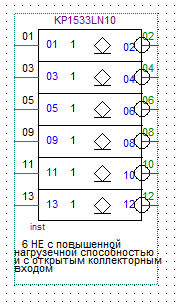 KP1533LN10
01 01 1 02 02
03 03 1 04 04
05 05 1 06 06
09 09 1 08 08
11 11 1 10 10
13 13 1 12 12
inst
6 НЕ с повышенной
нагрузочной способностью
и с открытым коллекторным
входом